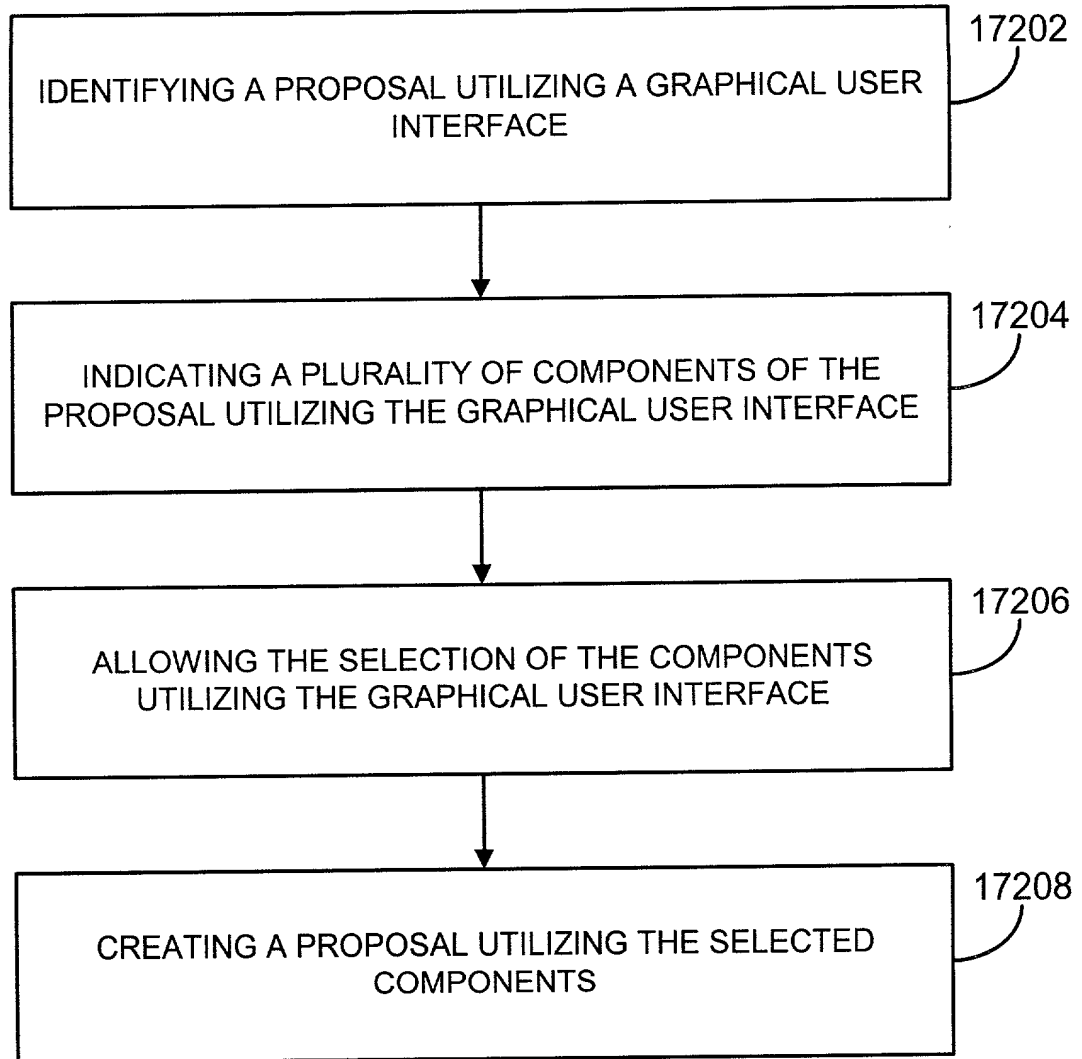 17202
IDENTIFYING A PROPOSAL UTILIZING A GRAPHICAL USER
INTERFACE
17204
INDICATING A PLURALITY OF COMPONENTS OF THE
PROPOSAL UTILIZING THE GRAPHICAL USER INTERFACE
17206
ALLOWING THE SELECTION OF THE COMPONENTS
UTILIZING THE GRAPHICAL USER INTERFACE
17208
CREATING A PROPOSAL UTILIZING THE SELECTED
COMPONENTS